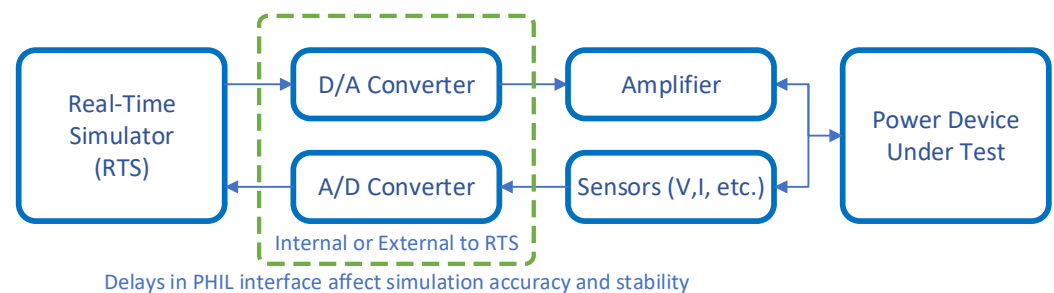 Real-Time
Simulator
(RTS)
D/A Converter
A/D Converter
Internal or External to RTS
Amplifier
Sensors (V,I, etc.)
Power Device
Under Test
Delays in PHIL interface affect simulation accuracy and stability